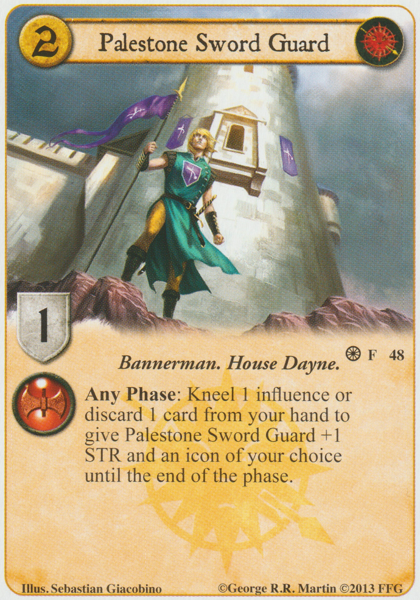 2
Palestone Sword Guard
1
Bannerman. House Dayne.
F 48
Any Phase: Kneel 1 influence or
discard 1 card from your hand to
give Palestone Sword Guard +1
STR and an icon of your choice
until the end of the phase.
Illus. Sebastian Giacobino
©George R.R. Martin ©2013 FFG